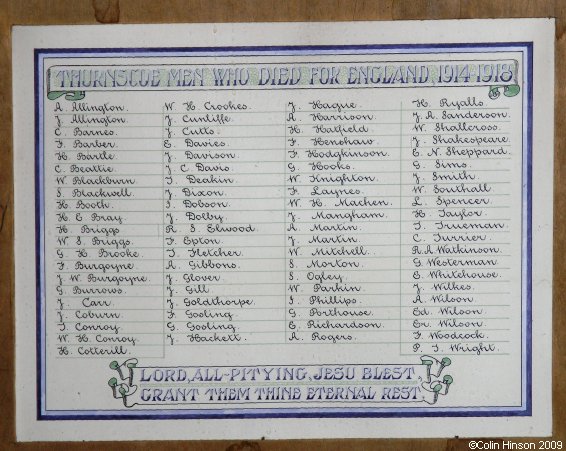 THURNSCOE MEN WHO DIED FOR ENGLAND 1914-1918
A. Allington.
J. Allington
C. Barnes.
F. Barber
H. Bartle
C. Beattie.
W. Blackburn
S. Blackwell.
H. Booth
H. E. Bray.
H. Briggs
W. S. Briggs.
G. H. Brooke
F. Burgoyne.
J. W. Burgoyne.
G. Burrows.
J. Carr
J. Coburn.
T. Conroy.
W. H. Conroy.
H. Cotterill.
W. H. Crookes.
J. Cunliffe.
J. Cutts.
E. Davies.
J. Davison
J. C. Davis
T. Deakin
J. Dixon.
T. Dobson.
J. Dolby.
R. S. Elwood.
F. Epton.
T. Fletcher.
A. Gibbons.
J. Glover
J. Gill
J. Goldthorpe.
F. Gosling
G. Gosling.
J. Hackett.
J. Hague.
A. Harrison.
H. Hatfield.
F. Henshaw.
F. Hodgkinson.
G. Hooks.
W. Knighton.
F. Laynes.
W. H. Machen.
J. Mangham.
A. Martin.
J. Martin
W. Mitchell.
S. Morton.
S. Ogley.
W. Parkin
I. Phillips.
G. Porthouse.
E. Richardson.
A. Rogers.
H. Ryalls.
J. A. Sanderson.
W. Shallcross.
J. Shakespeare.
E. N. Sheppard.
G. Sims.
J. Smith.
W. Southall
L. Spencer.
H. Taylor.
T. Trueman.
C. Turrier.
R. A. Watkinson.
G. Westerman.
E. Whitehouse.
J. Wilkes.
A. Wilson
Ed. Wilson
Er. Wilson
F. Woodcock.
P. T. Wright.
LORD, ALL-PITYING, JESU BLEST
GRANT THEM THINE ETERNAL REST
©Colin Hinson 2009